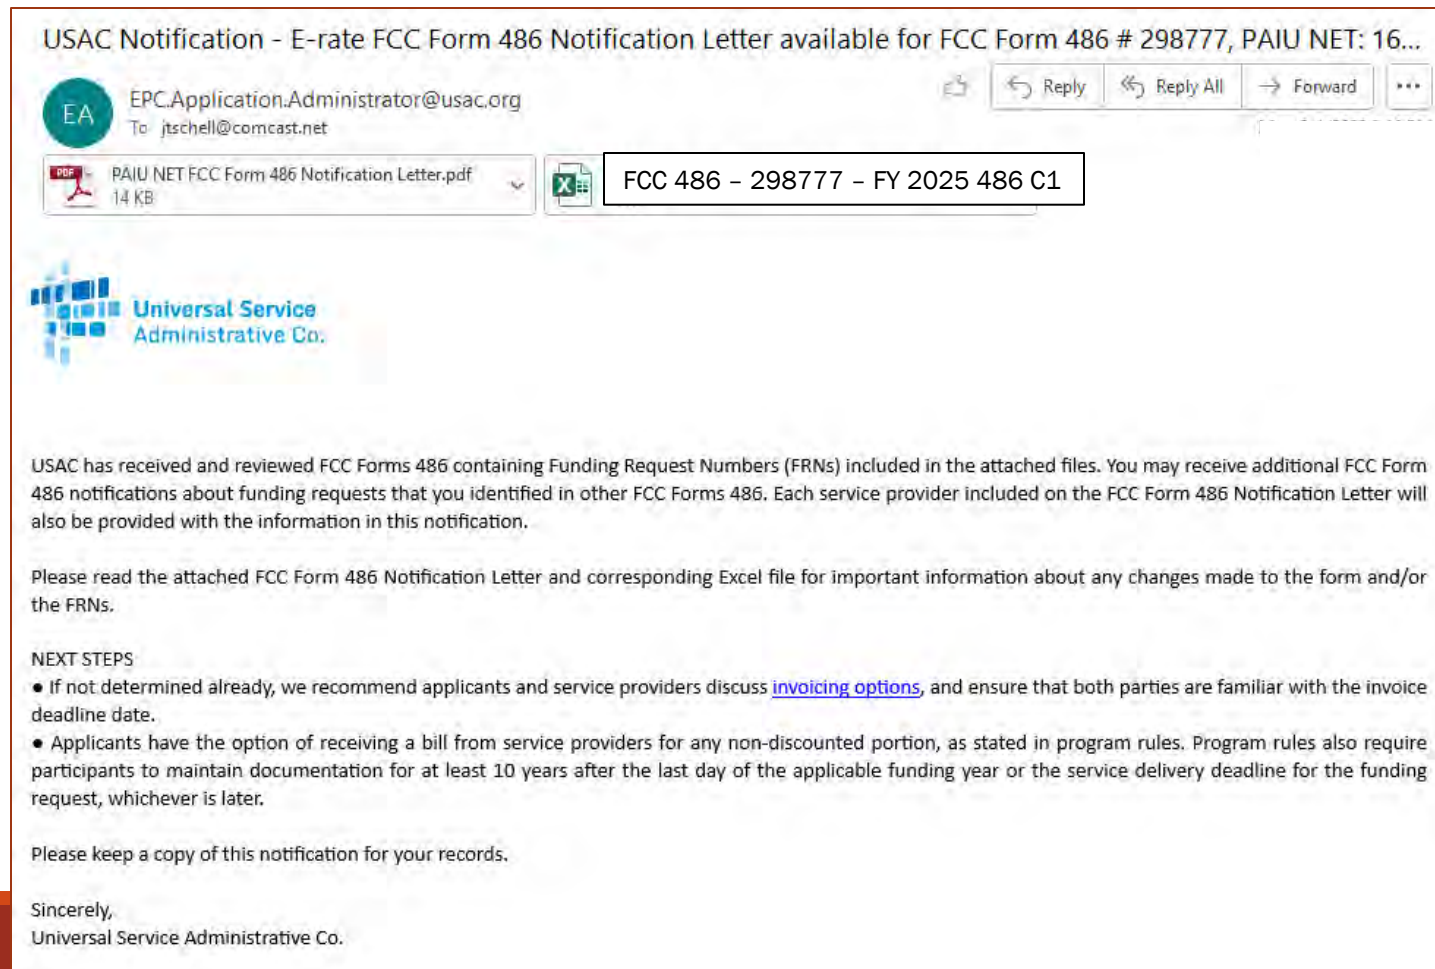 USAC Notification - E-rate FCC Form 486 Notification Letter available for FCC Form 486 # 298777, PAIU NET: 16...
EA
EPC.Application.Administrator@usac.org
To jtschell@comcast.net
Reply
Reply All
Forward
PDF
PAIU NET FCC Form 486 Notification Letter.pdf
14 KB
FCC 486 – 298777 – FY 2025 486 C1
Universal Service
Administrative Co.
USAC has received and reviewed FCC Forms 486 containing Funding Request Numbers (FRNs) included in the attached files. You may receive additional FCC Form
486 notifications about funding requests that you identified in other FCC Forms 486. Each service provider included on the FCC Form 486 Notification Letter will
also be provided with the information in this notification.
Please read the attached FCC Form 486 Notification Letter and corresponding Excel file for important information about any changes made to the form and/or
the FRNs.
NEXT STEPS
● If not determined already, we recommend applicants and service providers discuss invoicing options, and ensure that both parties are familiar with the invoice
deadline date.
● Applicants have the option of receiving a bill from service providers for any non-discounted portion, as stated in program rules. Program rules also require
participants to maintain documentation for at least 10 years after the last day of the applicable funding year or the service delivery deadline for the funding
request, whichever is later.
Please keep a copy of this notification for your records.
Sincerely,
Universal Service Administrative Co.